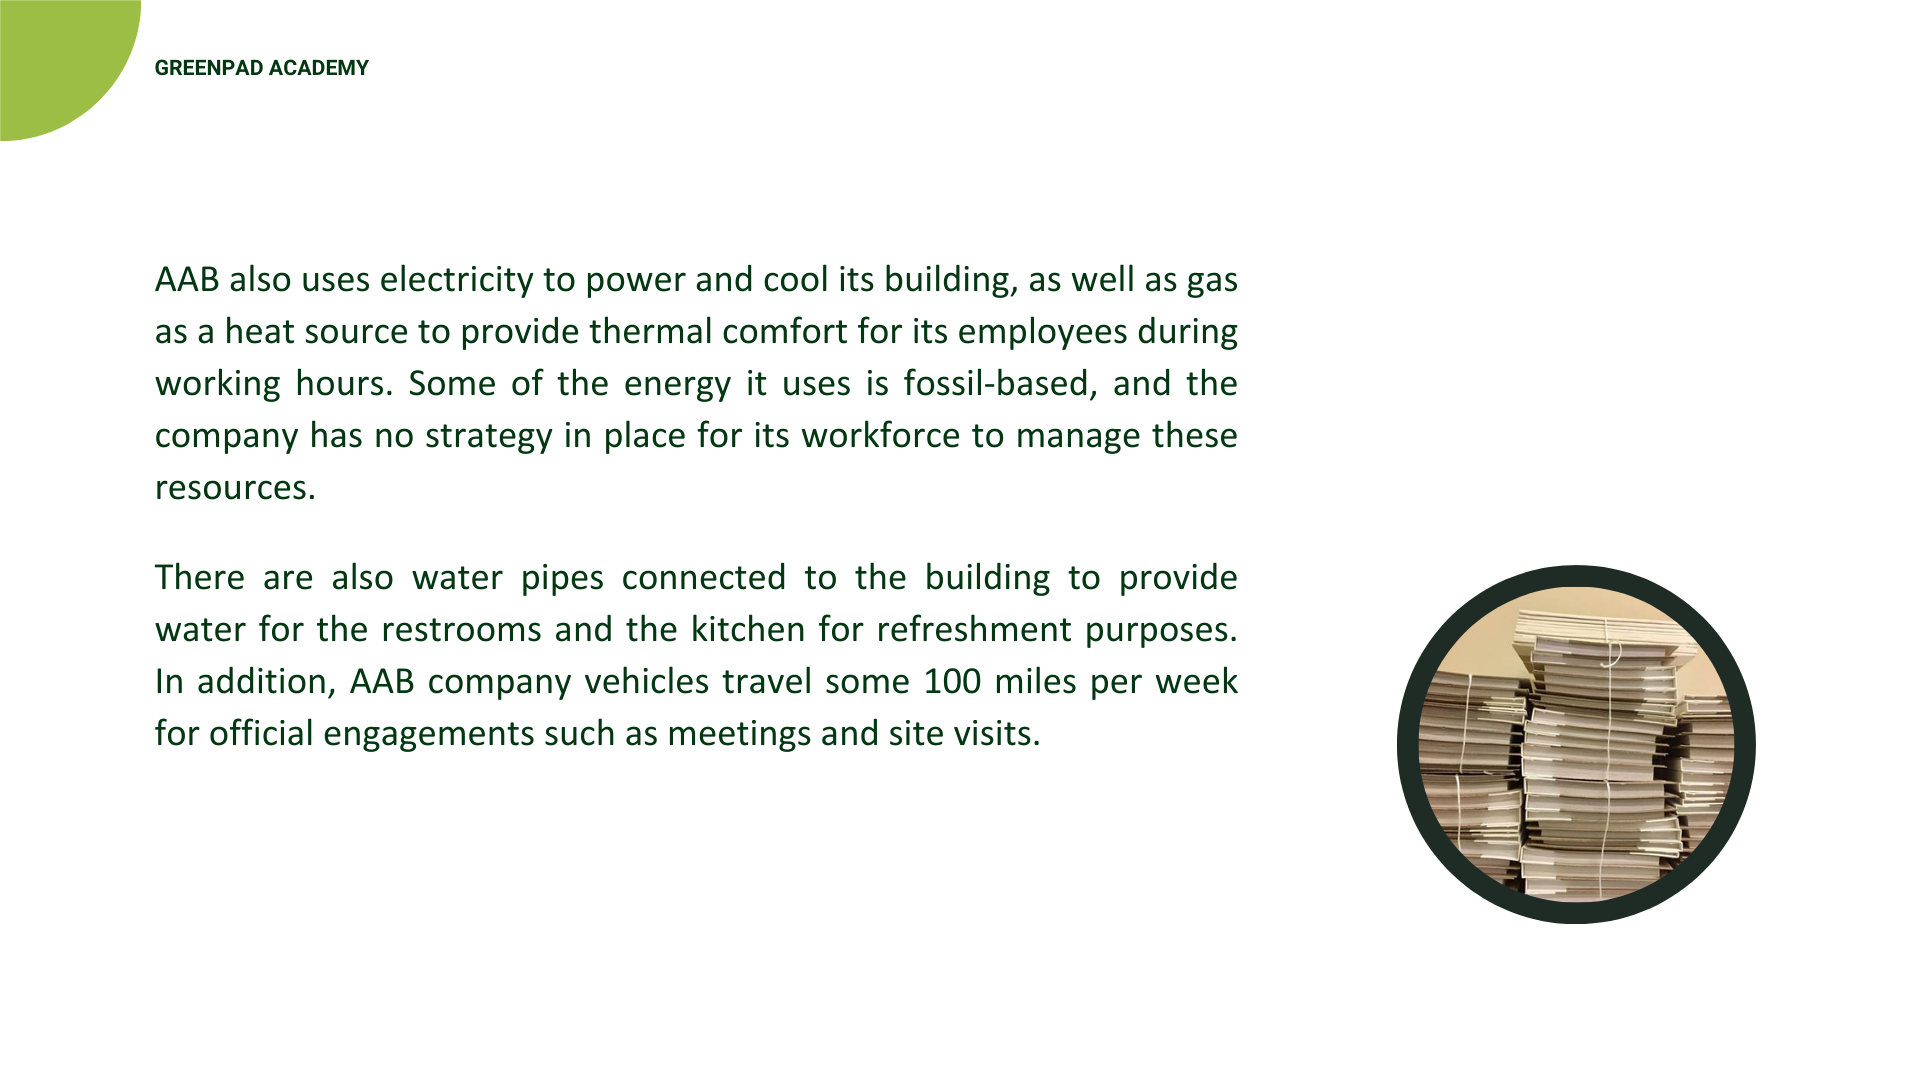 GREENPAD ACADEMY
AAB also uses electricity to power and cool its building, as well as gas
as a heat source to provide thermal comfort for its employees during
working hours. Some of the energy it uses is fossil-based, and the
company has no strategy in place for its workforce to manage these
resources.
There are also water pipes connected to the building to provide
water for the restrooms and the kitchen for refreshment purposes.
In addition, AAB company vehicles travel some 100 miles per week
for official engagements such as meetings and site visits.